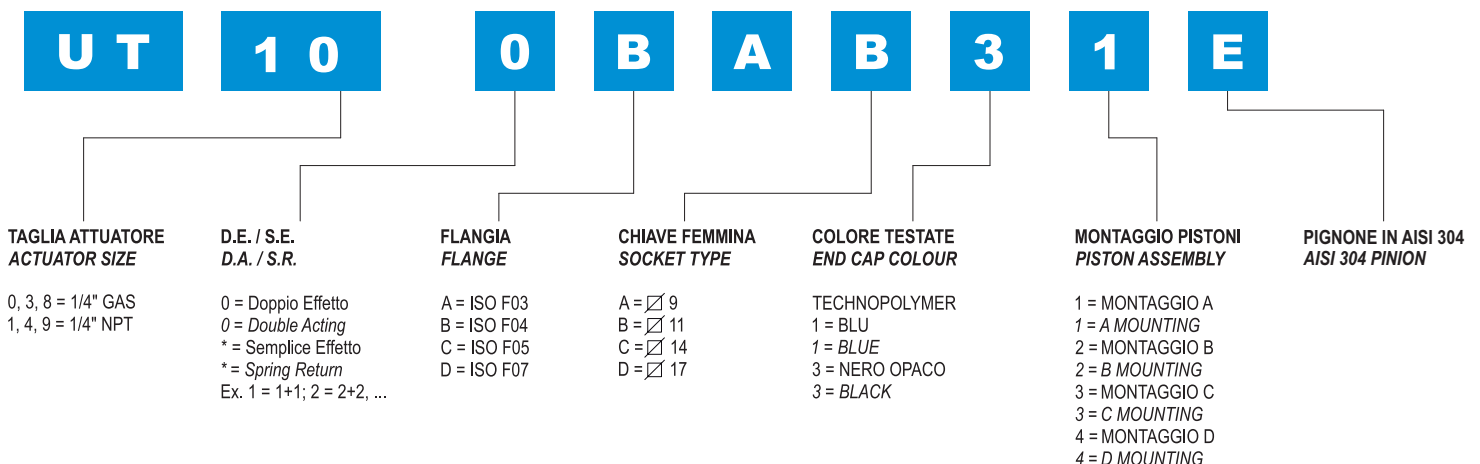 UT 10 0 B A B 3 1 E
TAGLIA ATTUATORE
ACTUATOR SIZE
0, 3, 8 = 1/4" GAS
1, 4, 9 = 1/4" NPT
D.E. / S.E.
D.A. / S.R.
0 = Doppio Effetto
0 = Double Acting
* = Semplice Effetto
* = Spring Return
Ex. 1 = 1+1; 2 = 2+2, ...
FLANGIA
FLANGE
A = ISO F03
B = ISO F04
C = ISO F05
D = ISO F07
CHIAVE FEMMINA
SOCKET TYPE
A = 9
B = 11
C = 14
D = 17
COLORE TESTATE
END CAP COLOUR
TECHNOPOLYMER
1 = BLU
1 = BLUE
3 = NERO OPACO
3 = BLACK
MONTAGGIO PISTONI
PISTON ASSEMBLY
1 = MONTAGGIO A
1 = A MOUNTING
2 = MONTAGGIO B
2 = B MOUNTING
3 = MONTAGGIO C
3 = C MOUNTING
4 = MONTAGGIO D
4 = D MOUNTING
PIGNONE IN AISI 304
AISI 304 PINION